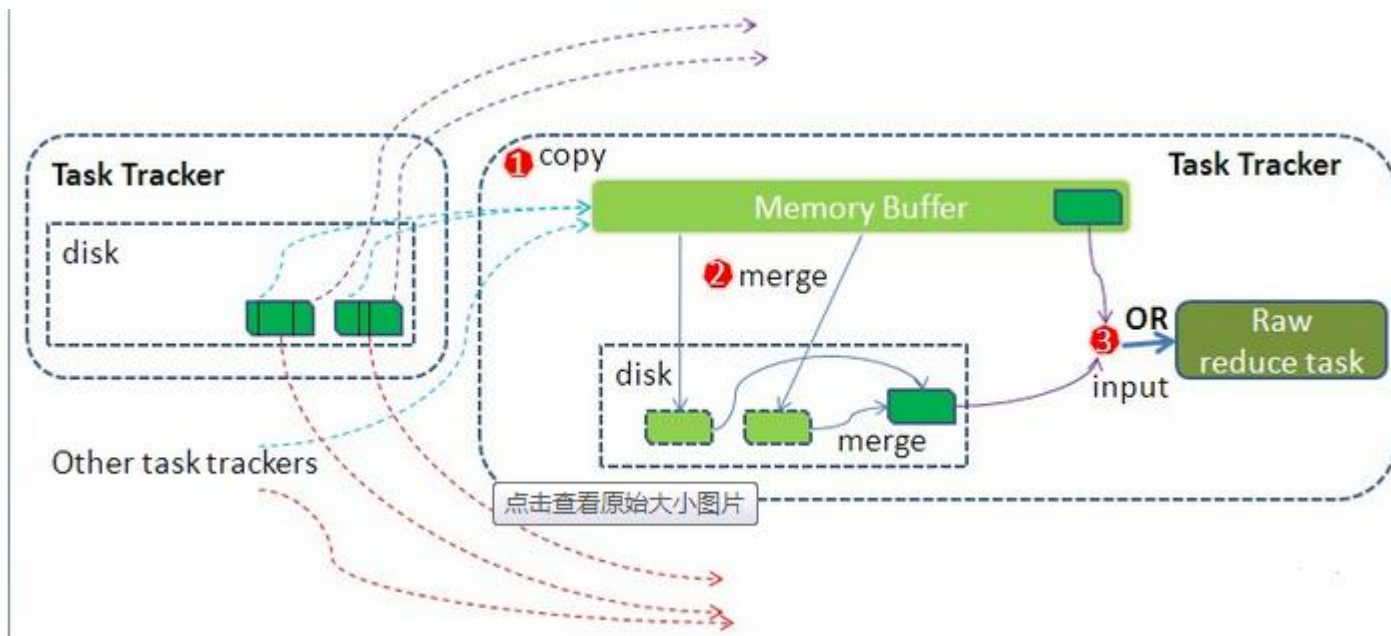 Task Tracker
disk
Other task trackers
1 copy
Task Tracker
Memory Buffer
2 merge
disk
merge
3
OR
input
Raw
reduce task
点击查看原始大小图片